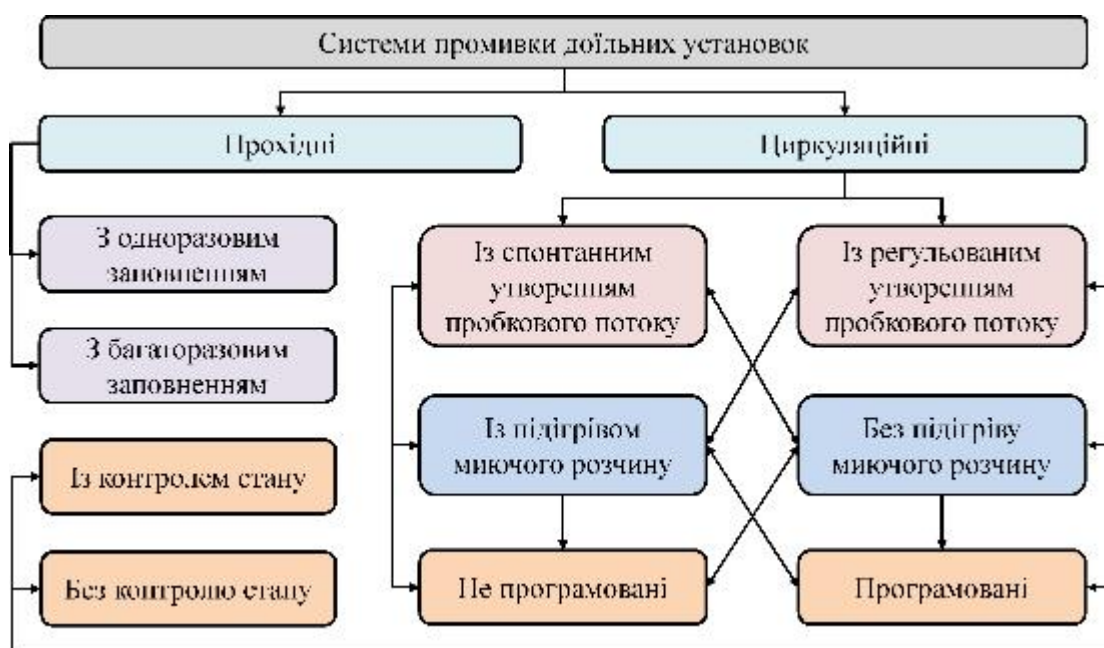 Системи промивки доїльних установок
Прохідні
Циркуляційні
З одноразовим
заповненням
З багаторазовим
заповненням
Із контролем стану
Без контролю стану
Із спонтанним
утворенням
пробкового потоку
Із регульованим
утворенням
пробкового потоку
Із підігрівом
миючого розчину
Без підігріву
миючого розчину
Не програмовані
Програмовані